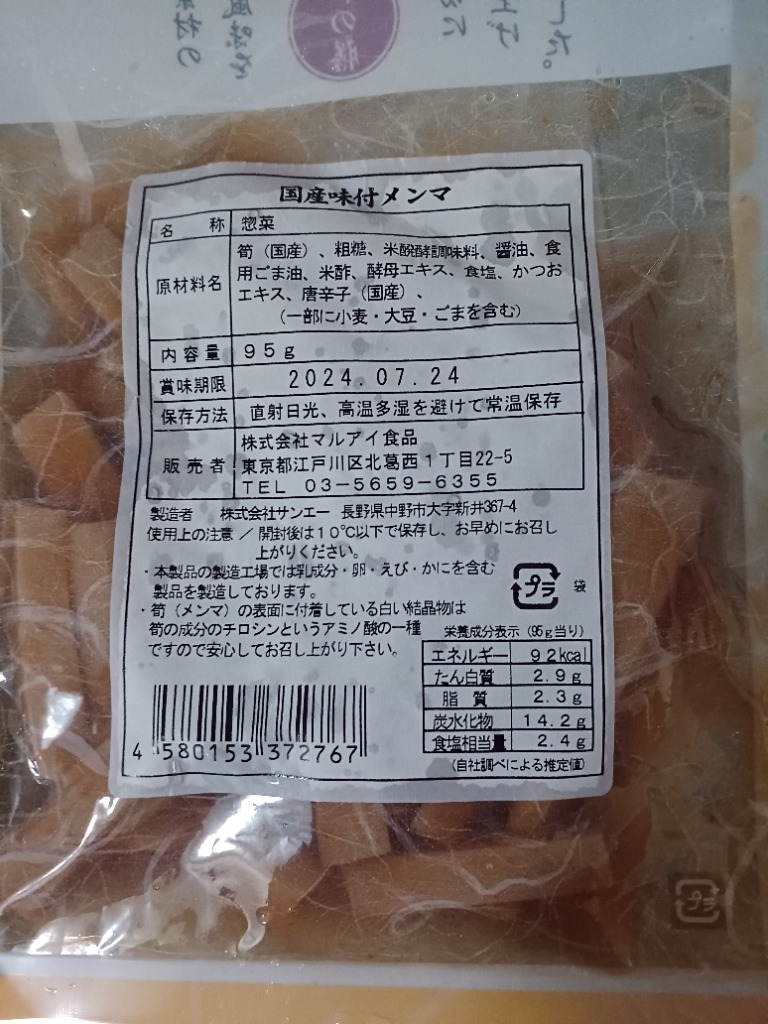 国産味付メンマ
名 称 惣菜
原材料名 筍（国産）、粗糖、米醗酵調味料、醤油、食
用ごま油、米酢、酵母エキス、食塩、かつお
エキス、唐辛子（国産）、
（一部に小麦・大豆・ごまを含む）
内容量 95g
賞味期限 2024.07.24
保存方法 直射日光、高温多湿を避けて常温保存
販売者 株式会社マルアイ食品
東京都江戸川区北葛西1丁目22-5
TEL 03-5659-6355
製造者 株式会社サンエー 長野県中野市大字新井367-4
使用上の注意 ／ 開封後は10℃以下で保存し、お早めにお召し
上がりください。
・本製品の製造工場では乳成分・卵・えび・かにを含む
製品を製造しております。
・筍（メンマ）の表面に付着している白い結晶物は
筍の成分のチロシンというアミノ酸の一種
ですので安心してお召し上がり下さい。
プラ 袋
栄養成分表示（95g当り）
エネルギー 92kcal
たん白質 2.9g
脂質 2.3g
炭水化物 14.2g
食塩相当量 2.4g
（自社調べによる推定値）
4 580153 372767
プラ